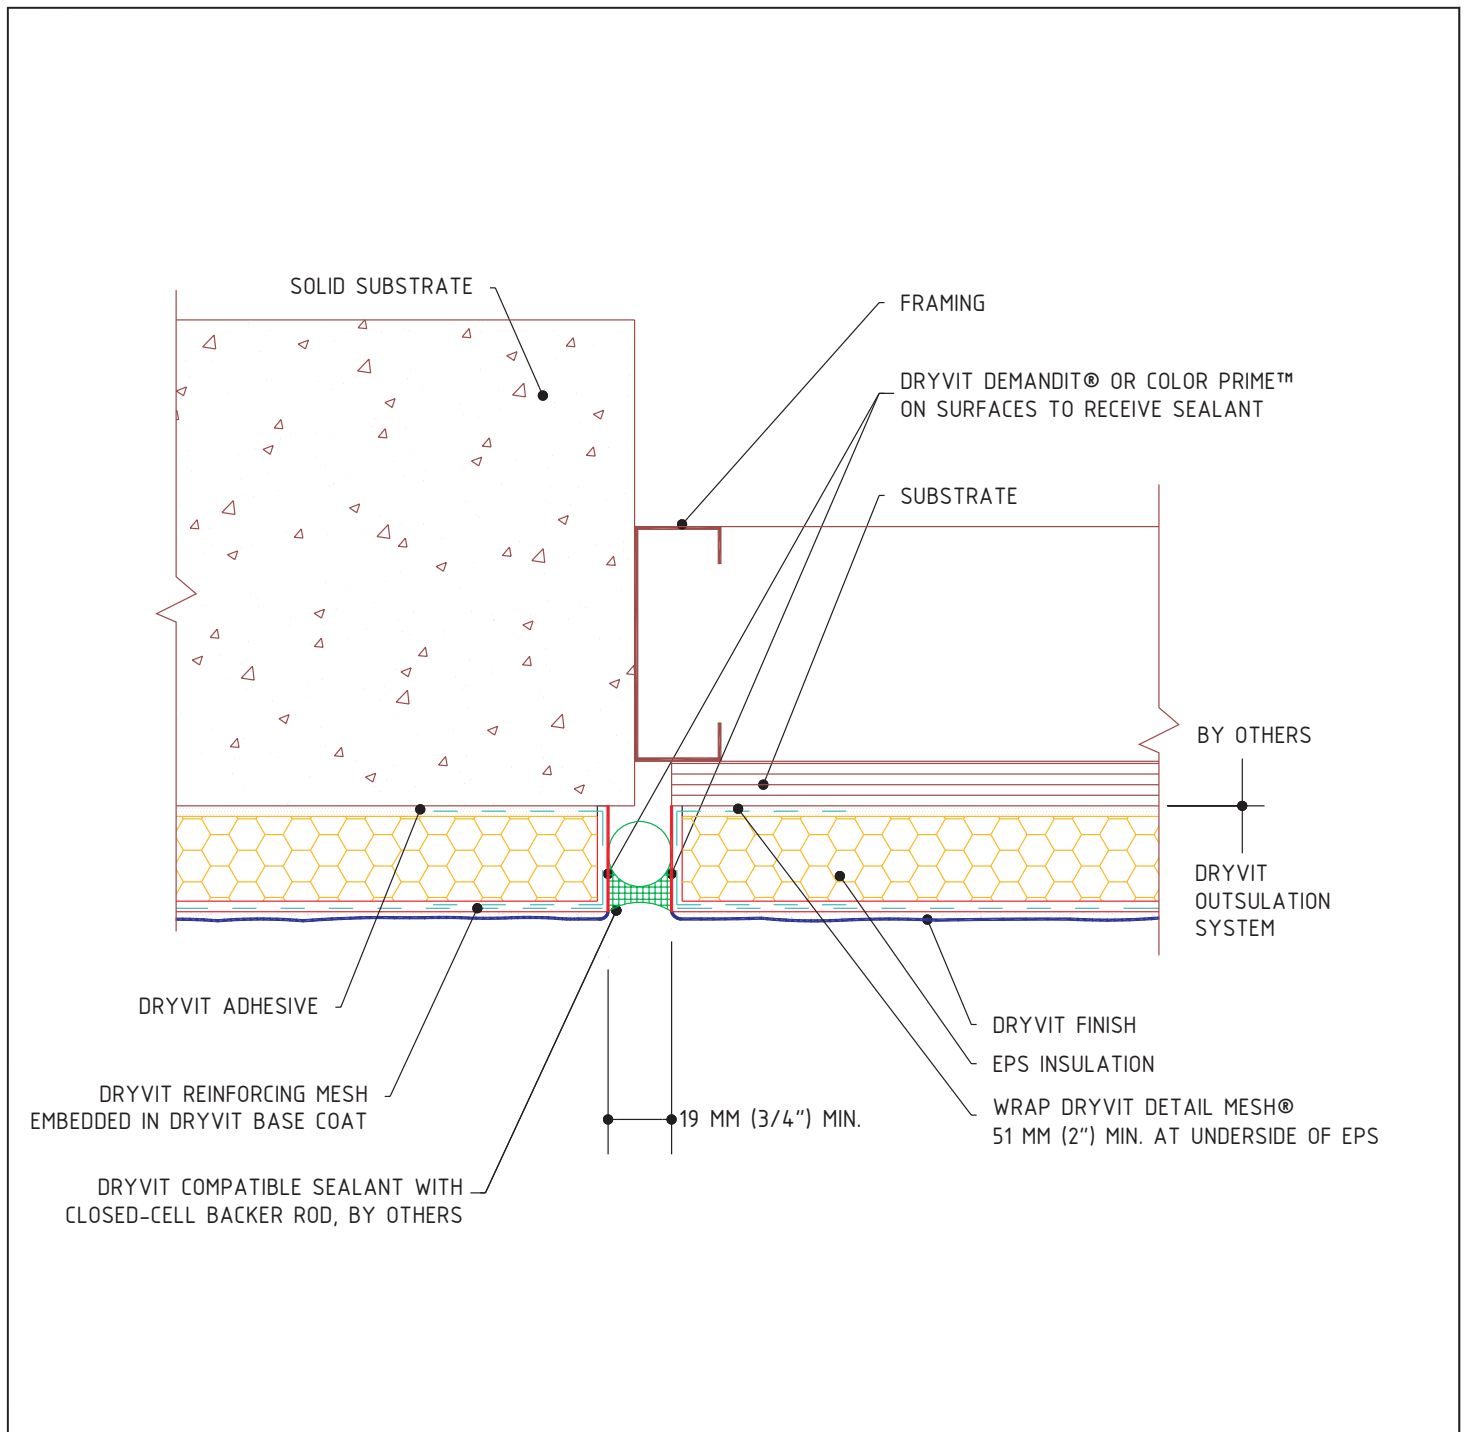 SOLID SUBSTRATE
FRAMING
DRYVIT DEMANDIT® OR COLOR PRIME™
ON SURFACES TO RECEIVE SEALANT
SUBSTRATE
BY OTHERS
DRYVIT
OUTSULATION
SYSTEM
DRYVIT ADHESIVE
DRYVIT FINISH
EPS INSULATION
DRYVIT REINFORCING MESH
EMBEDDED IN DRYVIT BASE COAT
19 MM (3/4") MIN.
WRAP DRYVIT DETAIL MESH®
51 MM (2") MIN. AT UNDERSIDE OF EPS
DRYVIT COMPATIBLE SEALANT WITH
CLOSED-CELL BACKER ROD, BY OTHERS